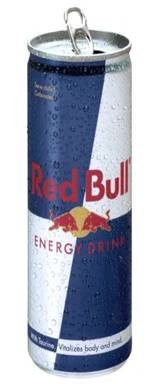 Red Bull
ENERGY DRINK
With Taurine. Vitalizes body and mind.